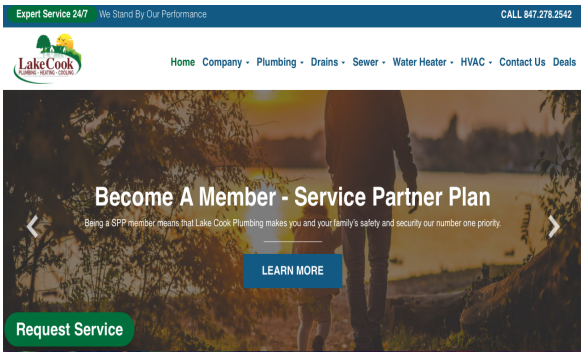 Expert Service 24/7 We Stand By Our Performance CALL 847.278.2542
Lake Cook
PLUMBING - HEATING - COOLING
Home Company Plumbing Drains Sewer Water Heater HVAC Contact Us Deals
Become A Member - Service Partner Plan
Being a SPP member means that Lake Cook Plumbing makes you and your family's safety and security our number one priority.
LEARN MORE
Request Service